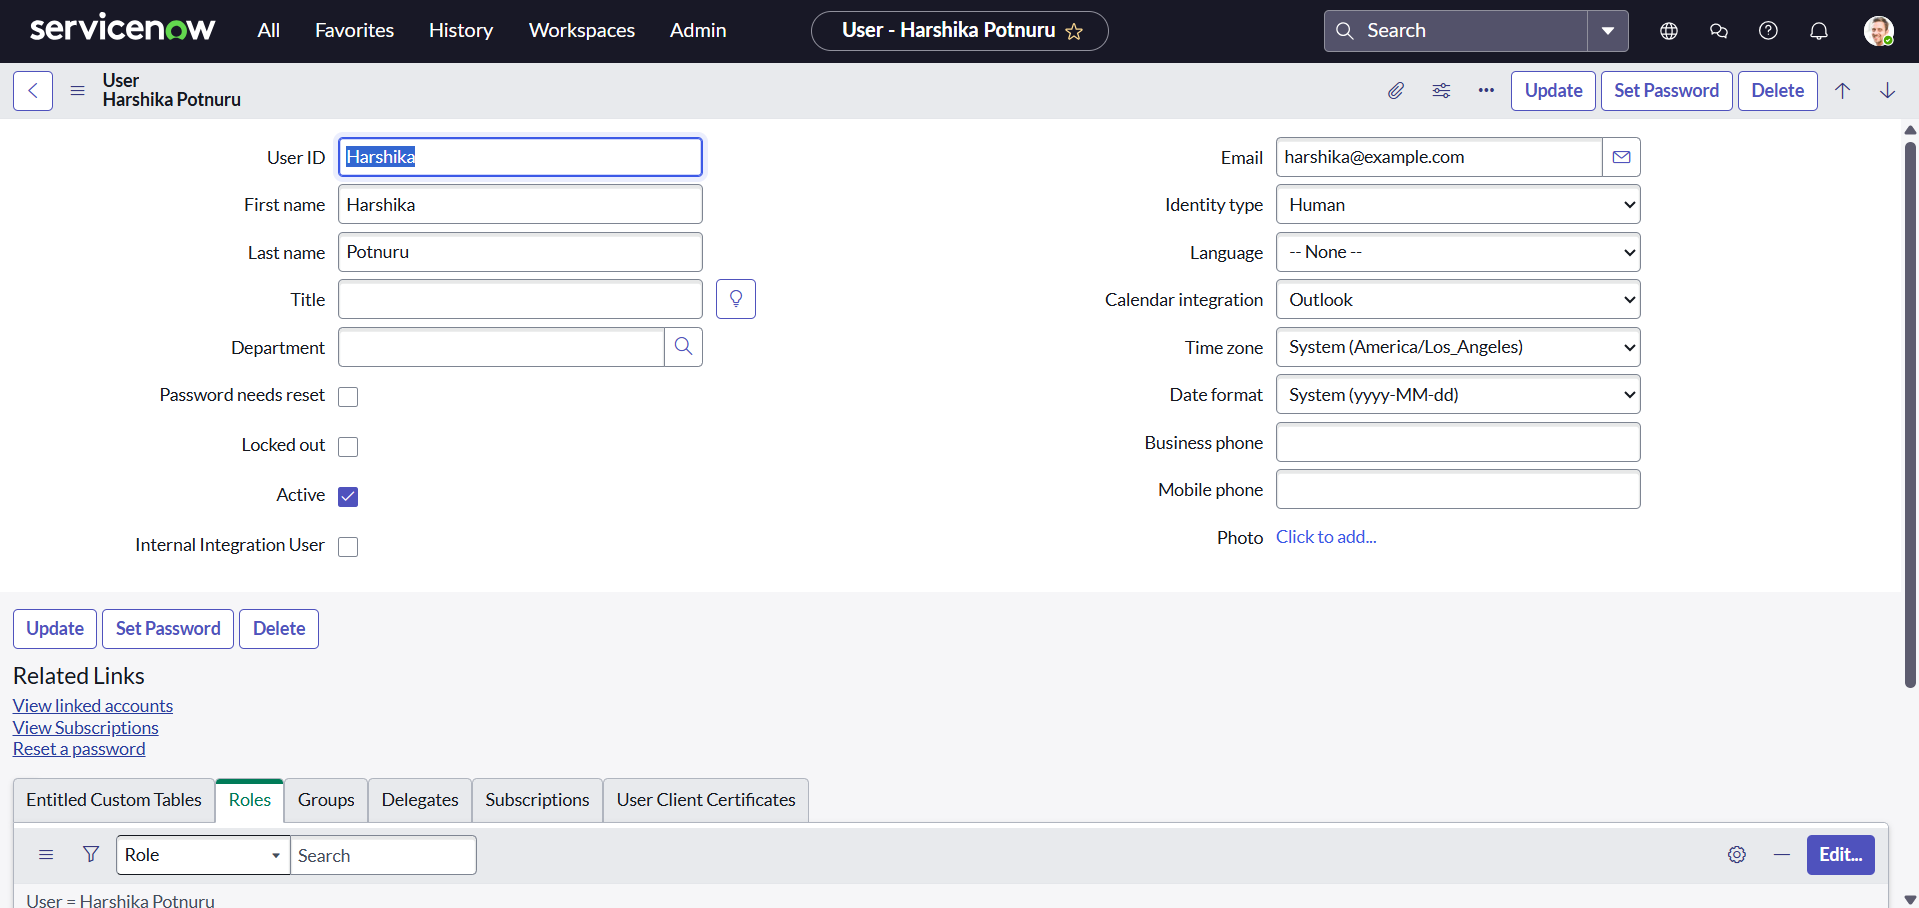 servicenow All Favorites History Workspaces Admin User - Harshika Potnuru Search
User
Harshika Potnuru
Update Set Password Delete
User ID Harshika
First name Harshika
Last name Potnuru
Title
Department
Password needs reset
Locked out
Active
Internal Integration User
Email harshika@example.com
Identity type Human
Language -- None --
Calendar integration Outlook
Time zone System (America/Los_Angeles)
Date format System (yyyy-MM-dd)
Business phone
Mobile phone
Photo Click to add...
Update Set Password Delete
Related Links
View linked accounts
View Subscriptions
Reset a password
Entitled Custom Tables Roles Groups Delegates Subscriptions User Client Certificates
Role Search Edit...
User = Harshika Potnuru